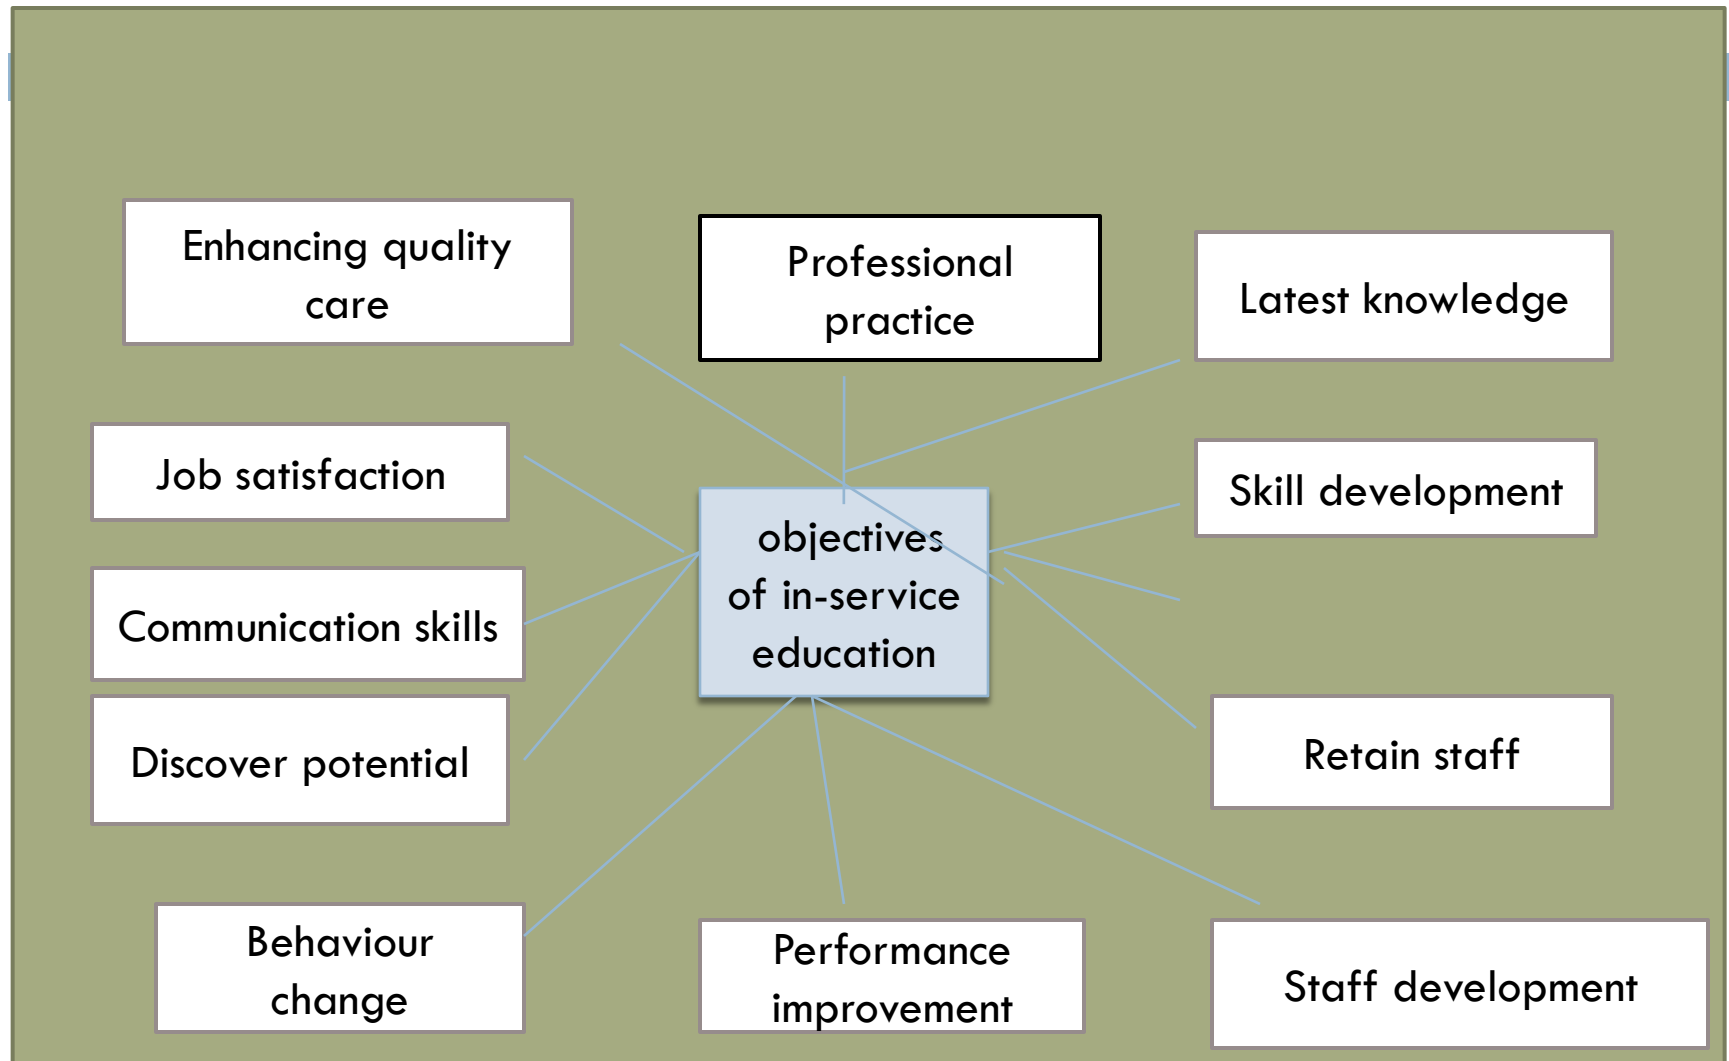 Enhancing quality
care
Professional
practice
Latest knowledge
Job satisfaction
Skill development
objectives
of in-service
education
Communication skills
Discover potential
Retain staff
Behaviour
change
Performance
improvement
Staff development